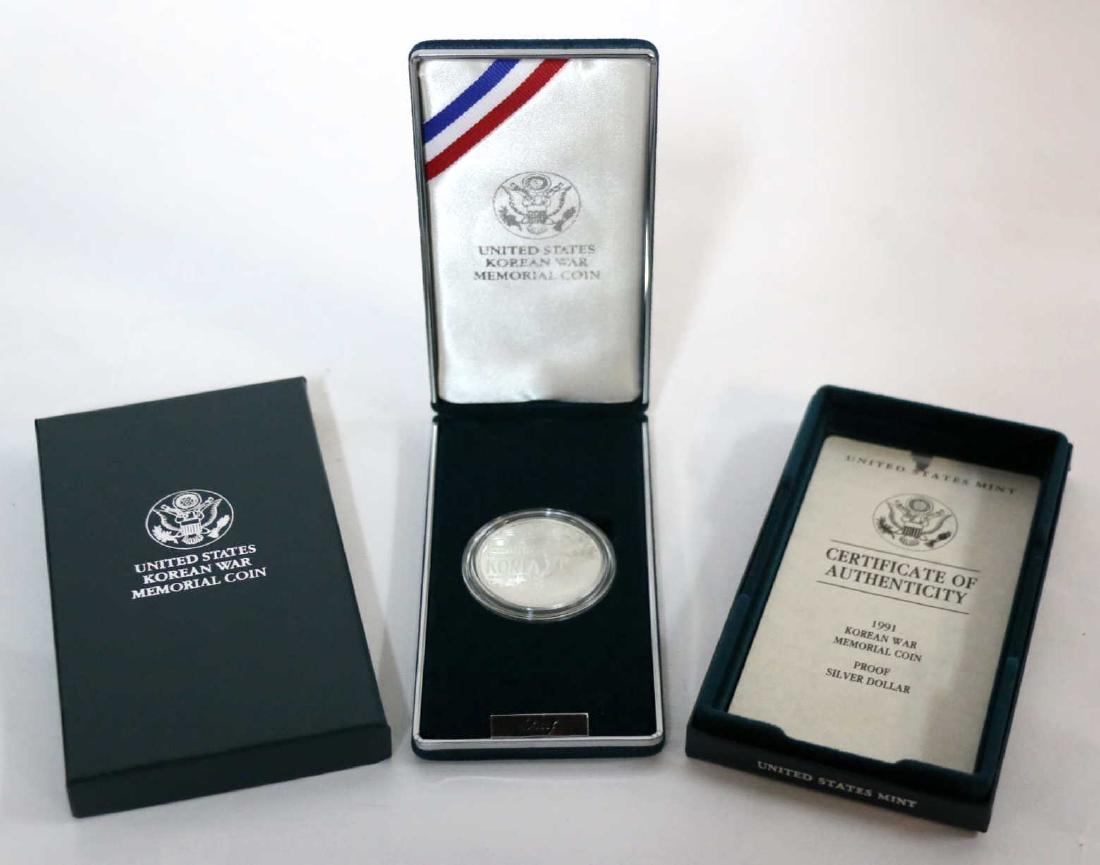 UNITED STATES
KOREAN WAR
MEMORIAL COIN
UNITED STATES
KOREAN WAR
MEMORIAL COIN
UNITED STATES MINT
CERTIFICATE OF
AUTHENTICITY
1991
KOREAN WAR
MEMORIAL COIN
PROOF
SILVER DOLLAR
UNITED STATES MINT